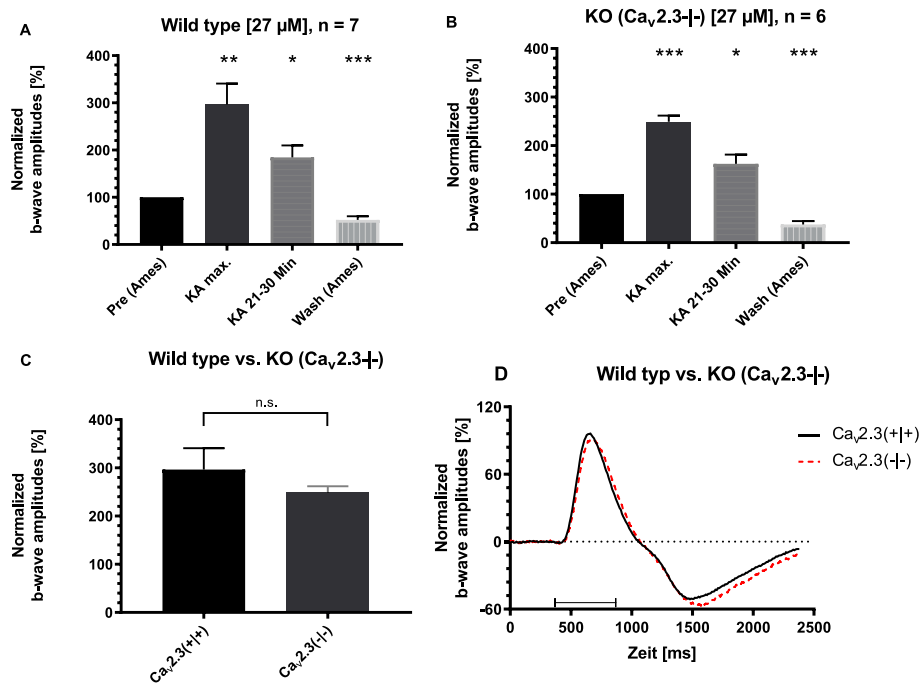 A
Wild type [27 µM], n = 7
** * ***
Normalized
b-wave amplitudes [%]
400
300
200
100
0
Pre (Ames)
KA max.
KA 21-30 Min
Wash (Ames)
B
KO (Cav2.3-|-) [27 µM], n = 6
*** * ***
Normalized
b-wave amplitudes [%]
400
300
200
100
0
Pre (Ames)
KA max.
KA 21-30 Min
Wash (Ames)
C
Wild type vs. KO (Cav2.3-|-)
n.s.
Normalized
b-wave amplitudes [%]
400
300
200
100
0
Cav2.3(+|+)
Cav2.3(-|-)
D
Wild typ vs. KO (Cav2.3-|-)
Normalized
b-wave amplitudes [%]
120
60
0
-60
0 500 1000 1500 2000 2500
Zeit [ms]
Cav2.3(+|+)
Cav2.3(-|-)